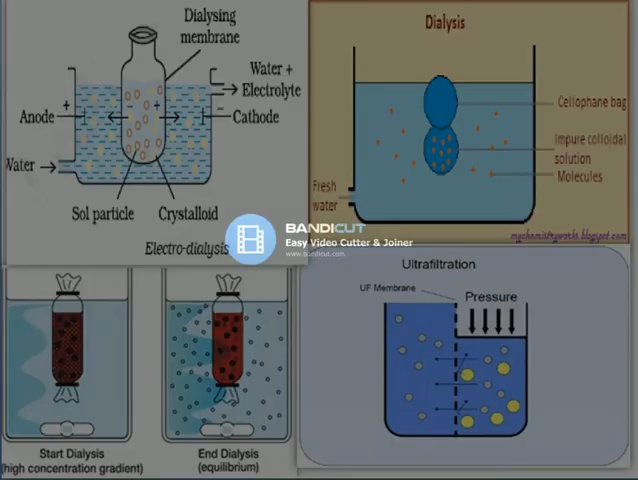 Dialysing
membrane
Water +
Electrolyte
+
+
Anode
Cathode
Water
Sol particle
Crystalloid
Electro-dialysis
Dialysis
Cellophane bag
Impure colloidal
solution
Molecules
Fresh
water
mychemistryworks.blogspot.com
BANDICUT
Easy Video Cutter & Joiner
www.Bandicut.com
Start Dialysis
(high concentration gradient)
End Dialysis
(equilibrium)
Ultrafiltration
UF Membrane
Pressure